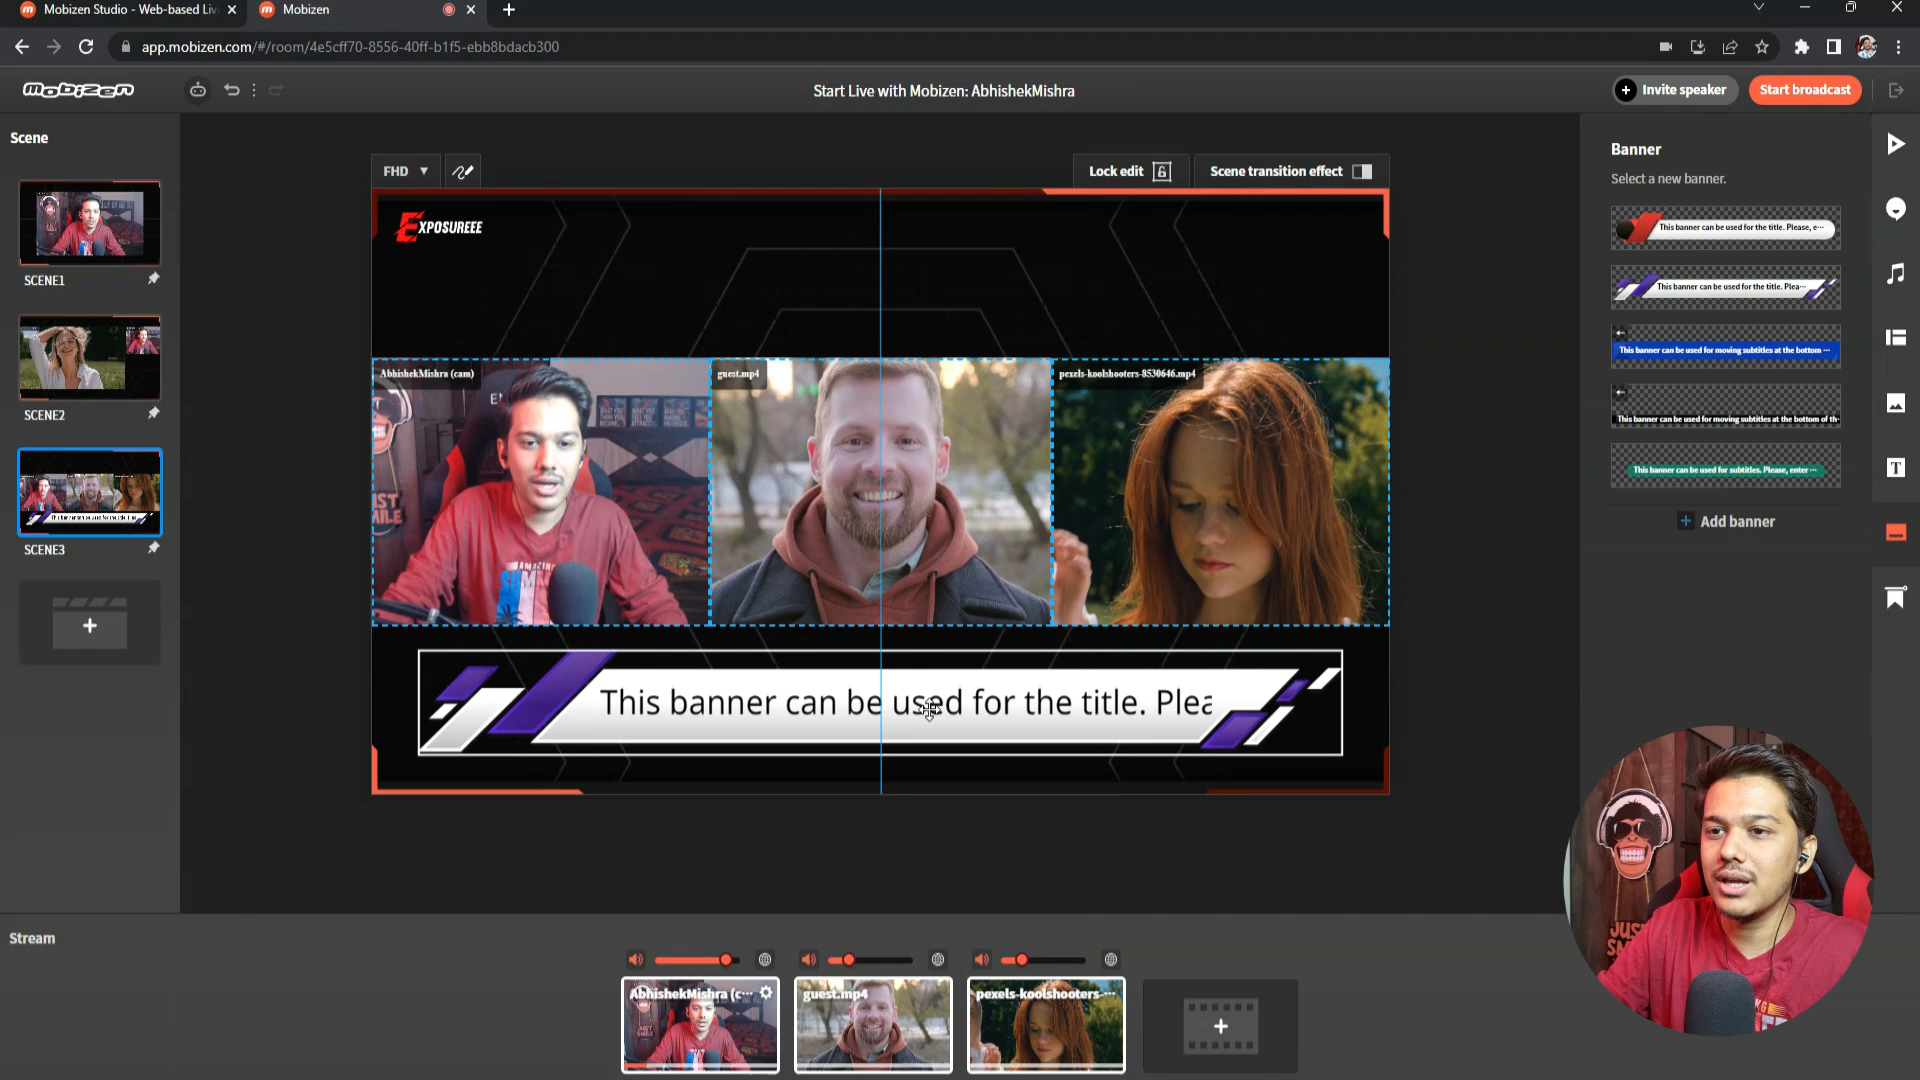 Mobizen Studio - Web-based Liv
Mobizen
app.mobizen.com/#/room/4e5cff70-8556-40ff-b1f5-ebb8bdacb300
mobizen
Start Live with Mobizen: AbhishekMishra
Invite speaker
Start broadcast
Scene
SCENE1
SCENE2
SCENE3
FHD
Lock edit
Scene transition effect
EXPOSUREEE
AbhishekMishra (cam)
guest.mp4
pexels-koolshooters-8530646.mp4
This banner can be used for the title. Plea
Banner
Select a new banner.
This banner can be used for the title. Please, e···
This banner can be used for the title. Plea···
This banner can be used for moving subtitles at the bottom ···
This banner can be used for moving subtitles at the bottom of th
This banner can be used for subtitles. Please, enter ···
Add banner
Stream
AbhishekMishra (c···
guest.mp4
pexels-koolshooters-···
JUST